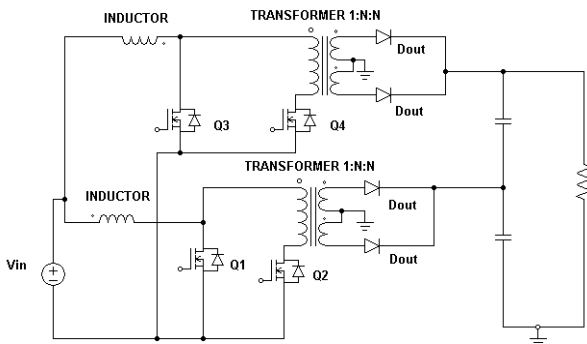 TRANSFORMER 1:N:N
INDUCTOR
Dout
Dout
Q3
Q4
TRANSFORMER 1:N:N
INDUCTOR
Dout
Dout
Vin
Q1
Q2